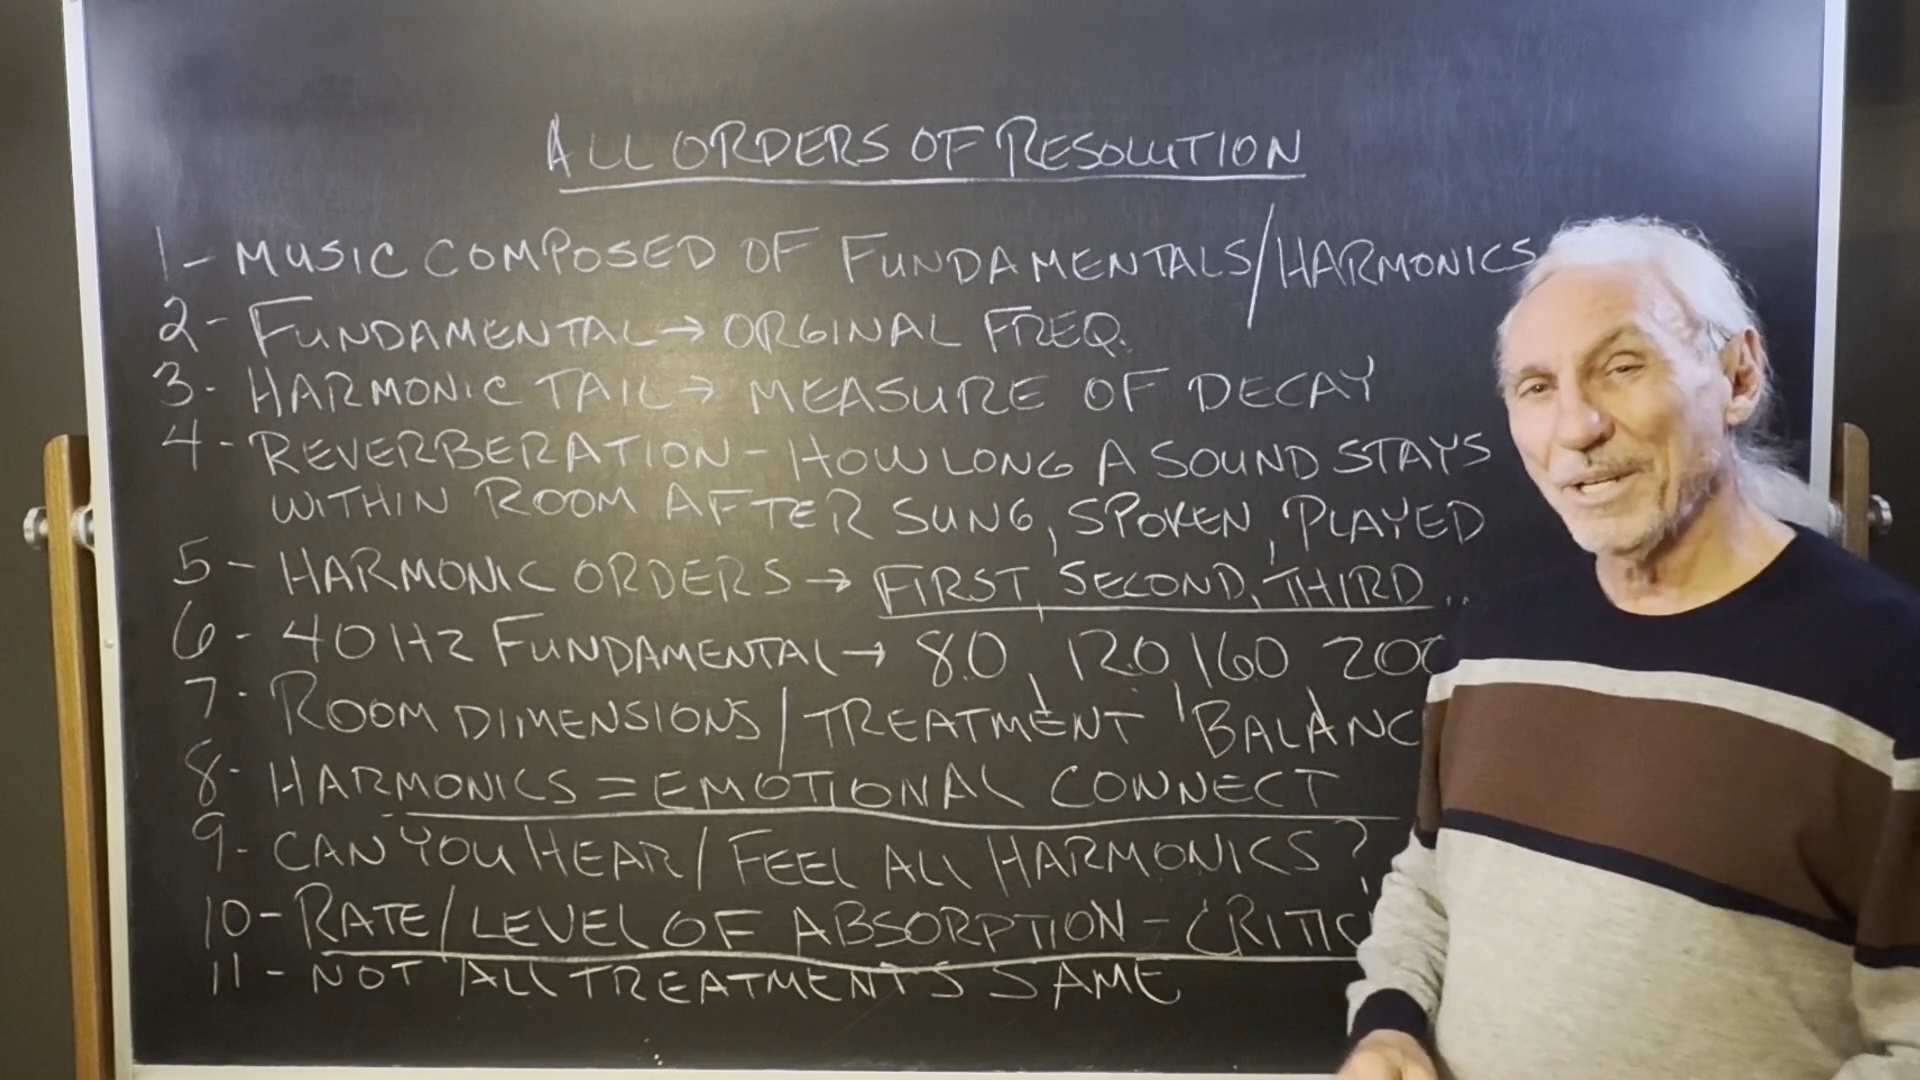 ALL ORDERS OF RESOLUTION
1- MUSIC COMPOSED OF FUNDAMENTALS/HARMONICS
2- FUNDAMENTAL → ORGINAL FREQ.
3- HARMONIC TAIL → MEASURE OF DECAY
4- REVERBERATION - HOW LONG A SOUND STAYS
WITHIN ROOM AFTER SUNG, SPOKEN, PLAYED
5- HARMONIC ORDERS → FIRST, SECOND, THIRD..
6- 40 HZ FUNDAMENTAL → 80, 120, 160 200
7- ROOM DIMENSIONS/TREATMENT BALANC
8- HARMONICS = EMOTIONAL CONNECT
9- CAN YOU HEAR/FEEL ALL HARMONICS?
10- RATE/LEVEL OF ABSORPTION - CRITIC
11- NOT ALL TREATMENTS SAME